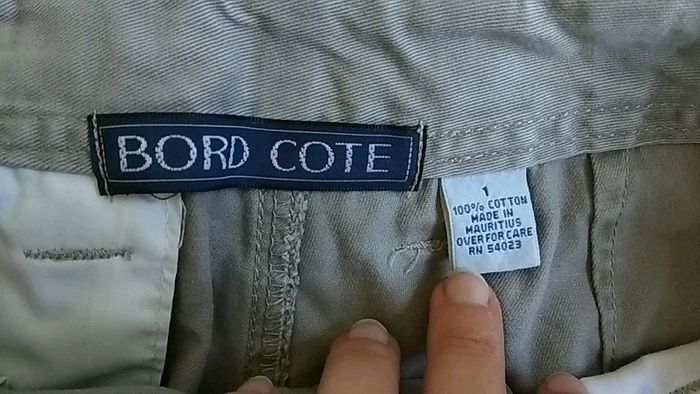 BORD COTE
1
100% COTTON
MADE IN
MAURITIUS
OVER FOR CARE
RN 54023